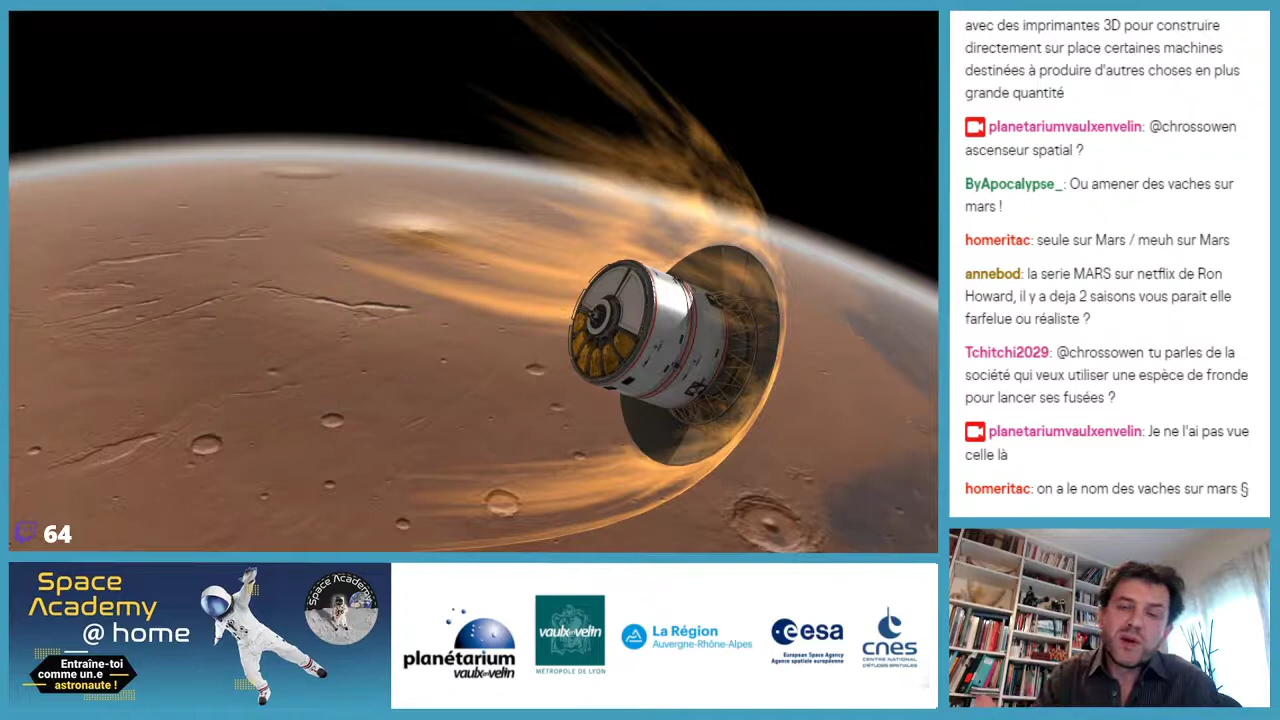 avec des imprimantes 3D pour construire
directement sur place certaines machines
destinées à produire d'autres choses en plus
grande quantité
planetariumvaulxenvelin: @chrossowen
ascenseur spatial ?
ByApocalypse_: Ou amener des vaches sur
mars !
homeritac: seule sur Mars / meuh sur Mars
annebod: la serie MARS sur netflix de Ron
Howard, il y a deja 2 saisons vous parait elle
farfelue ou réaliste ?
Tchitchi2029: @chrossowen tu parles de la
société qui veux utiliser une espèce de fronde
pour lancer ses fusées ?
planetariumvaulxenvelin: Je ne l'ai pas vue
celle là
homeritac: on a le nom des vaches sur mars §
64
Space
Academy
@ home
Entraîne-toi
comme un.e
astronaute !
Space Academy
planétarium
vaulx en velin
vaulx en velin
MÉTROPOLE DE LYON
La Région
Auvergne-Rhône-Alpes
esa
European Space Agency
Agence spatiale européenne
cnes
CENTRE NATIONAL
D'ÉTUDES SPATIALES